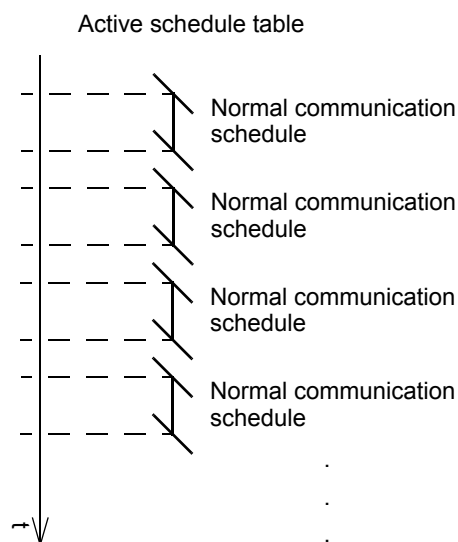 Active schedule table
Normal communication
schedule
Normal communication
schedule
Normal communication
schedule
Normal communication
schedule
.
.
t
.